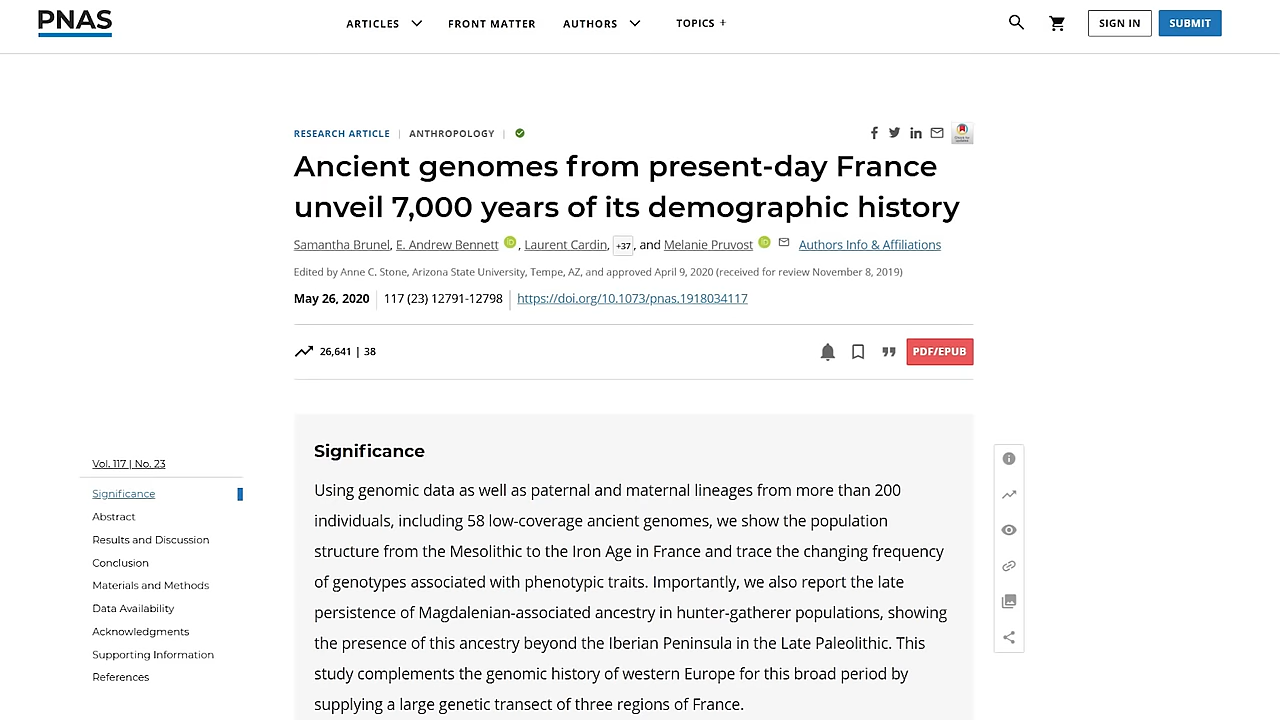 PNAS
ARTICLES FRONT MATTER AUTHORS TOPICS + SIGN IN SUBMIT
RESEARCH ARTICLE | ANTHROPOLOGY |
Ancient genomes from present-day France
unveil 7,000 years of its demographic history
Samantha Brunel, E. Andrew Bennett, Laurent Cardin, +37, and Melanie Pruvost Authors Info & Affiliations
Edited by Anne C. Stone, Arizona State University, Tempe, AZ, and approved April 9, 2020 (received for review November 8, 2019)
May 26, 2020 | 117 (23) 12791-12798 | https://doi.org/10.1073/pnas.1918034117
26,641 | 38 PDF/EPUB
Vol. 117 | No. 23
Significance
Abstract
Results and Discussion
Conclusion
Materials and Methods
Data Availability
Acknowledgments
Supporting Information
References
Significance
Using genomic data as well as paternal and maternal lineages from more than 200
individuals, including 58 low-coverage ancient genomes, we show the population
structure from the Mesolithic to the Iron Age in France and trace the changing frequency
of genotypes associated with phenotypic traits. Importantly, we also report the late
persistence of Magdalenian-associated ancestry in hunter-gatherer populations, showing
the presence of this ancestry beyond the Iberian Peninsula in the Late Paleolithic. This
study complements the genomic history of western Europe for this broad period by
supplying a large genetic transect of three regions of France.